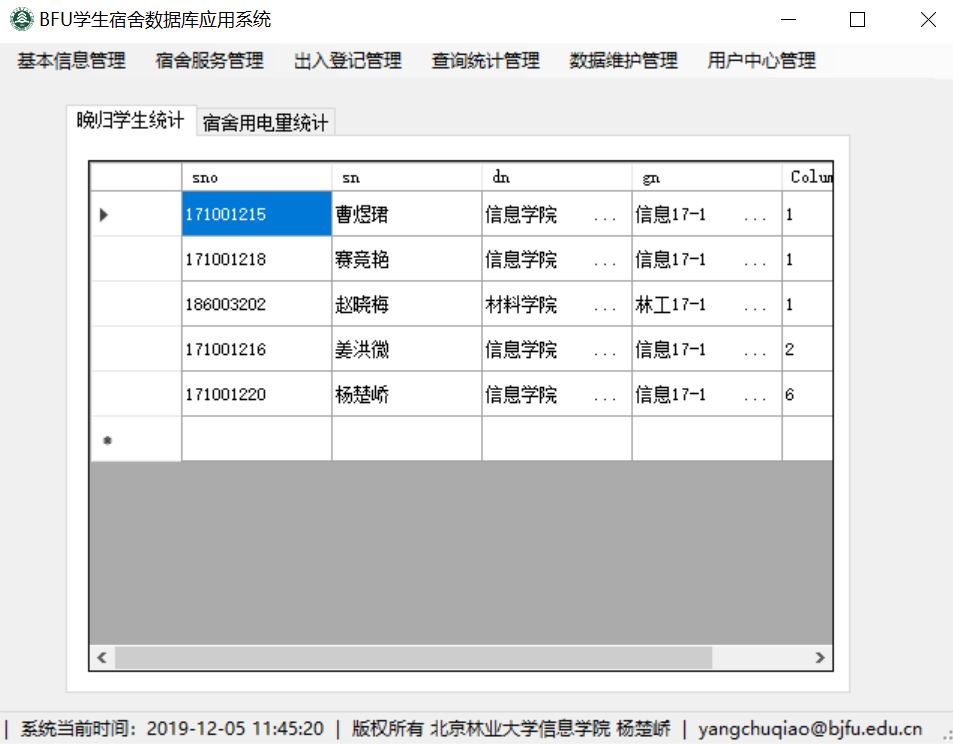 BFU学生宿舍数据库应用系统
基本信息管理 宿舍服务管理 出入登记管理 查询统计管理 数据维护管理 用户中心管理
晚归学生统计 宿舍用电量统计
sno sn dn gn Colum
171001215 曹煜珺 信息学院 ... 信息17-1 ... 1
171001218 赛竞艳 信息学院 ... 信息17-1 ... 1
186003202 赵晓梅 材料学院 ... 林工17-1 ... 1
171001216 姜洪微 信息学院 ... 信息17-1 ... 2
171001220 杨楚峤 信息学院 ... 信息17-1 ... 6
| 系统当前时间: 2019-12-05 11:45:20 | 版权所有 北京林业大学信息学院 杨楚峤 | yangchuqiao@bjfu.edu.cn